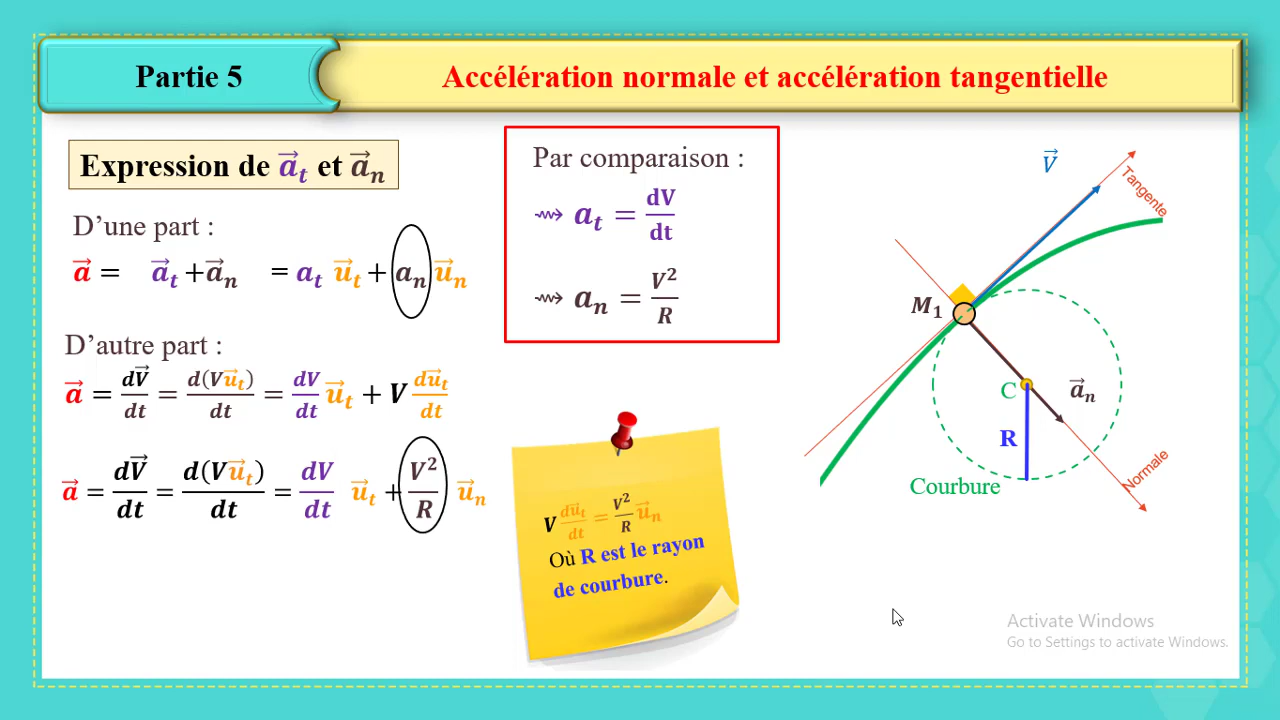 Partie 5
Accélération normale et accélération tangentielle
Expression de a⃗ₜ et a⃗ₙ
D’une part :
a⃗ = a⃗ₜ + a⃗ₙ = aₜ u⃗ₜ + aₙ u⃗ₙ
D’autre part :
a⃗ = dV⃗/dt = d(Vu⃗ₜ)/dt = dV/dt u⃗ₜ + V du⃗ₜ/dt
a⃗ = dV⃗/dt = d(Vu⃗ₜ)/dt = dV/dt u⃗ₜ + V²/R u⃗ₙ
Par comparaison :
⇝ aₜ = dV/dt
⇝ aₙ = V²/R
V du⃗ₜ/dt = V²/R u⃗ₙ
Où R est le rayon
de courbure.
V⃗
Tangente
M₁
C
a⃗ₙ
R
Normale
Courbure
Activate Windows
Go to Settings to activate Windows.